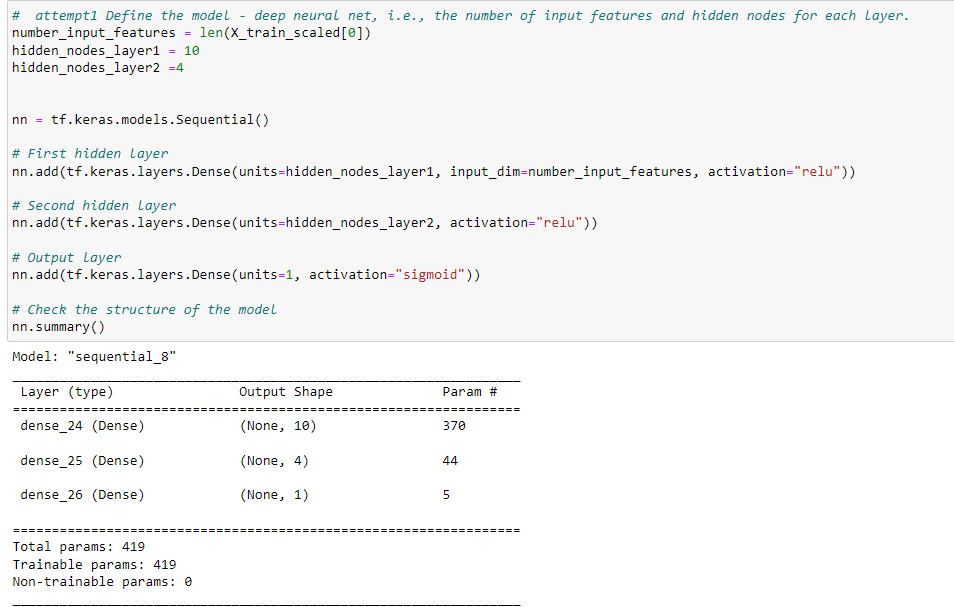 #  attempt1 Define the model - deep neural net, i.e., the number of input features and hidden nodes for each layer.
number_input_features = len(X_train_scaled[0])
hidden_nodes_layer1 = 10
hidden_nodes_layer2 =4
nn = tf.keras.models.Sequential()
# First hidden layer
nn.add(tf.keras.layers.Dense(units=hidden_nodes_layer1, input_dim=number_input_features, activation="relu"))
# Second hidden layer
nn.add(tf.keras.layers.Dense(units=hidden_nodes_layer2, activation="relu"))
# Output layer
nn.add(tf.keras.layers.Dense(units=1, activation="sigmoid"))
# Check the structure of the model
nn.summary()
Model: "sequential_8"
Layer (type) Output Shape Param #
dense_24 (Dense) (None, 10) 370
dense_25 (Dense) (None, 4) 44
dense_26 (Dense) (None, 1) 5
Total params: 419
Trainable params: 419
Non-trainable params: 0